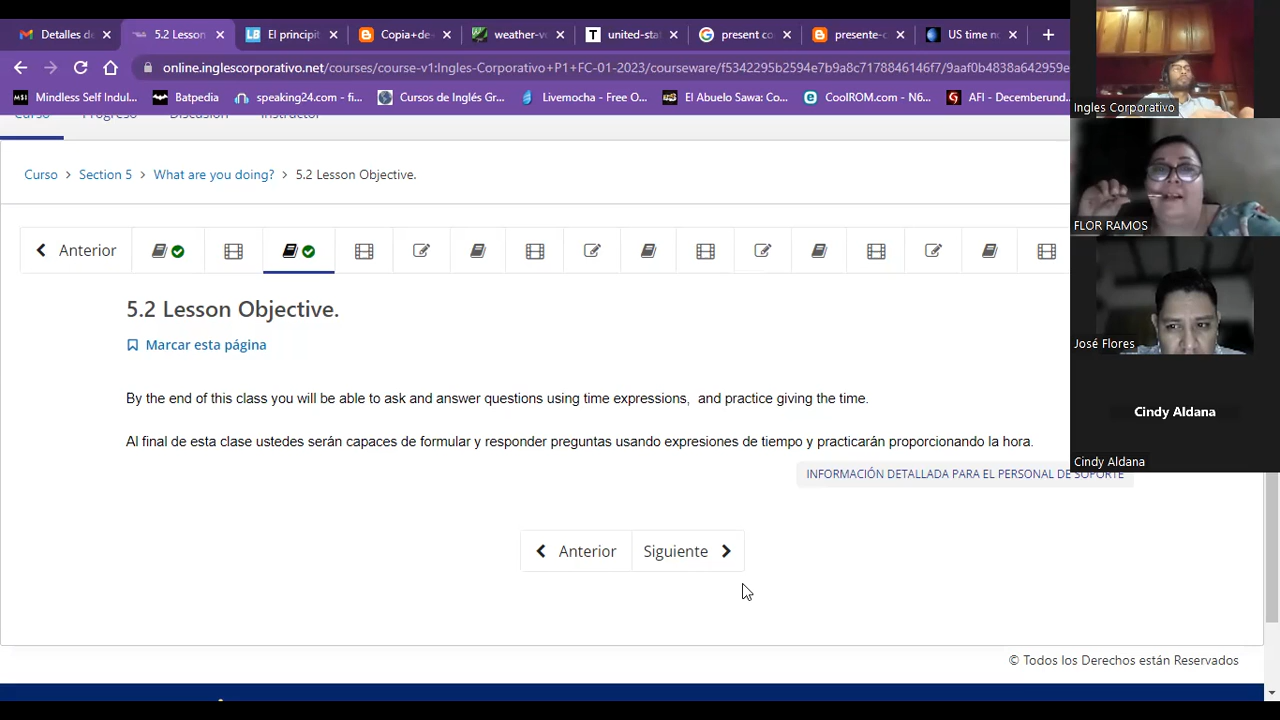 Detalles de
5.2 Lesson
El principit
Copia+de-
weather-v
united-stat
present co
presente-c
US time n
online.inglescorporativo.net/courses/course-v1:Ingles-Corporativo+P1+FC-01-2023/courseware/f5342295b2594e7b9a8c7178846146f7/9aaf0b4838a642959e
Mindless Self Indul...
Batpedia
speaking24.com - fi...
Cursos de Inglés Gr...
Livemocha - Free O...
El Abuelo Sawa: Co...
CoolROM.com - N6...
AFI - Decemberund
Curso
Progreso
Discusión
Instructor
Curso > Section 5 > What are you doing? > 5.2 Lesson Objective.
Anterior
5.2 Lesson Objective.
Marcar esta página
By the end of this class you will be able to ask and answer questions using time expressions, and practice giving the time.
Al final de esta clase ustedes serán capaces de formular y responder preguntas usando expresiones de tiempo y practicarán proporcionando la hora.
INFORMACIÓN DETALLADA PARA EL PERSONAL DE SOPORTE
Anterior
Siguiente
© Todos los Derechos están Reservados
Ingles Corporativo
FLOR RAMOS
José Flores
Cindy Aldana
Cindy Aldana